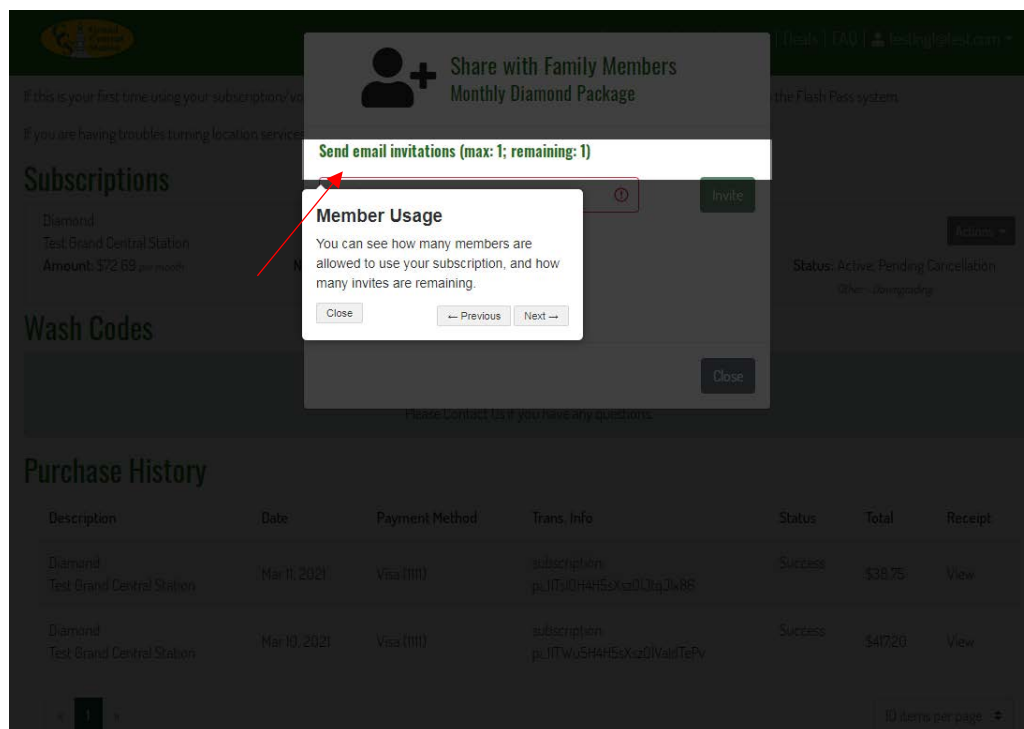 Grand
Central
Station
| Deals | FAQ | testing1@test.com
Share with Family Members
Monthly Diamond Package
If this is your first time using your subscription/vo
the Flash Pass system.
If you are having troubles turning location services
Send email invitations (max: 1; remaining: 1)
Invite
Subscriptions
Member Usage
You can see how many members are
allowed to use your subscription, and how
many invites are remaining.
Close
← Previous
Next →
Diamond
Test Grand Central Station
Amount: $72.69 per month
N
Actions
Status: Active: Pending Cancellation
Other - Downgrading
Wash Codes
Close
Please Contact Us if you have any questions.
Purchase History
Description Date Payment Method Trans. Info Status Total Receipt
Diamond
Test Grand Central Station
Mar 11, 2021
Visa (1111)
subscription
Success
$38.75
View
Diamond
Test Grand Central Station
Mar 10, 2021
Visa (1111)
subscription
Success
$417.20
View
« 1 »
10 items per page